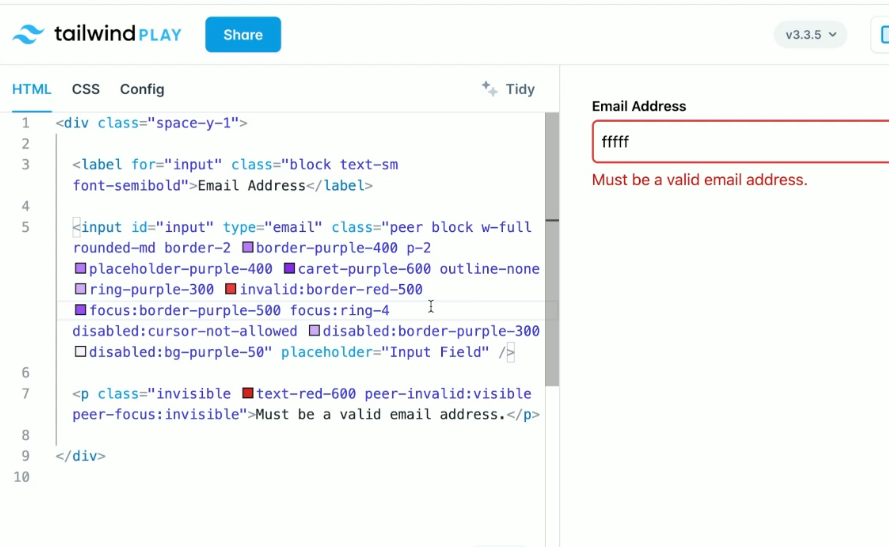 tailwind PLAY
Share
v3.3.5
HTML CSS Config
Tidy
1 <div class="space-y-1">
2
3 <label for="input" class="block text-sm
font-semibold">Email Address</label>
4
5 <input id="input" type="email" class="peer block w-full
rounded-md border-2 border-purple-400 p-2
placeholder-purple-400 caret-purple-600 outline-none
ring-purple-300 invalid:border-red-500
focus:border-purple-500 focus:ring-4
disabled:cursor-not-allowed disabled:border-purple-300
disabled:bg-purple-50" placeholder="Input Field" />
6
7 <p class="invisible text-red-600 peer-invalid:visible
peer-focus:invisible">Must be a valid email address.</p>
8
9 </div>
10
Email Address
fffff
Must be a valid email address.